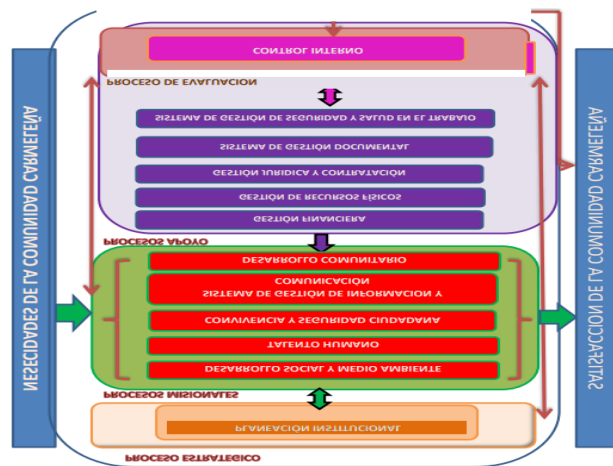 NESECIDADES DE LA COMUNIDAD CARMELEÑA
PROCESO ESTRATEGICO
PLANEACIÓN INSTITUCIONAL
PROCESOS MISIONALES
DESARROLLO SOCIAL Y MEDIO AMBIENTE
TALENTO HUMANO
CONVIVENCIA Y SEGURIDAD CIUDADANA
SISTEMA DE GESTIÓN DE INFORMACION Y
COMUNICACIÓN
DESARROLLO COMUNITARIO
PROCESOS APOYO
GESTIÓN FINANCIERA
GESTIÓN DE RECURSOS FÍSICOS
GESTIÓN JURIDICA Y CONTRATACIÓN
SISTEMA DE GESTIÓN DOCUMENTAL
SISTEMA DE GESTIÓN DE SEGURIDAD Y SALUD EN EL TRABAJO
PROCESO DE EVALUACIÓN
CONTROL INTERNO
SATISFACCION DE LA COMUNIDAD CARMELEÑA